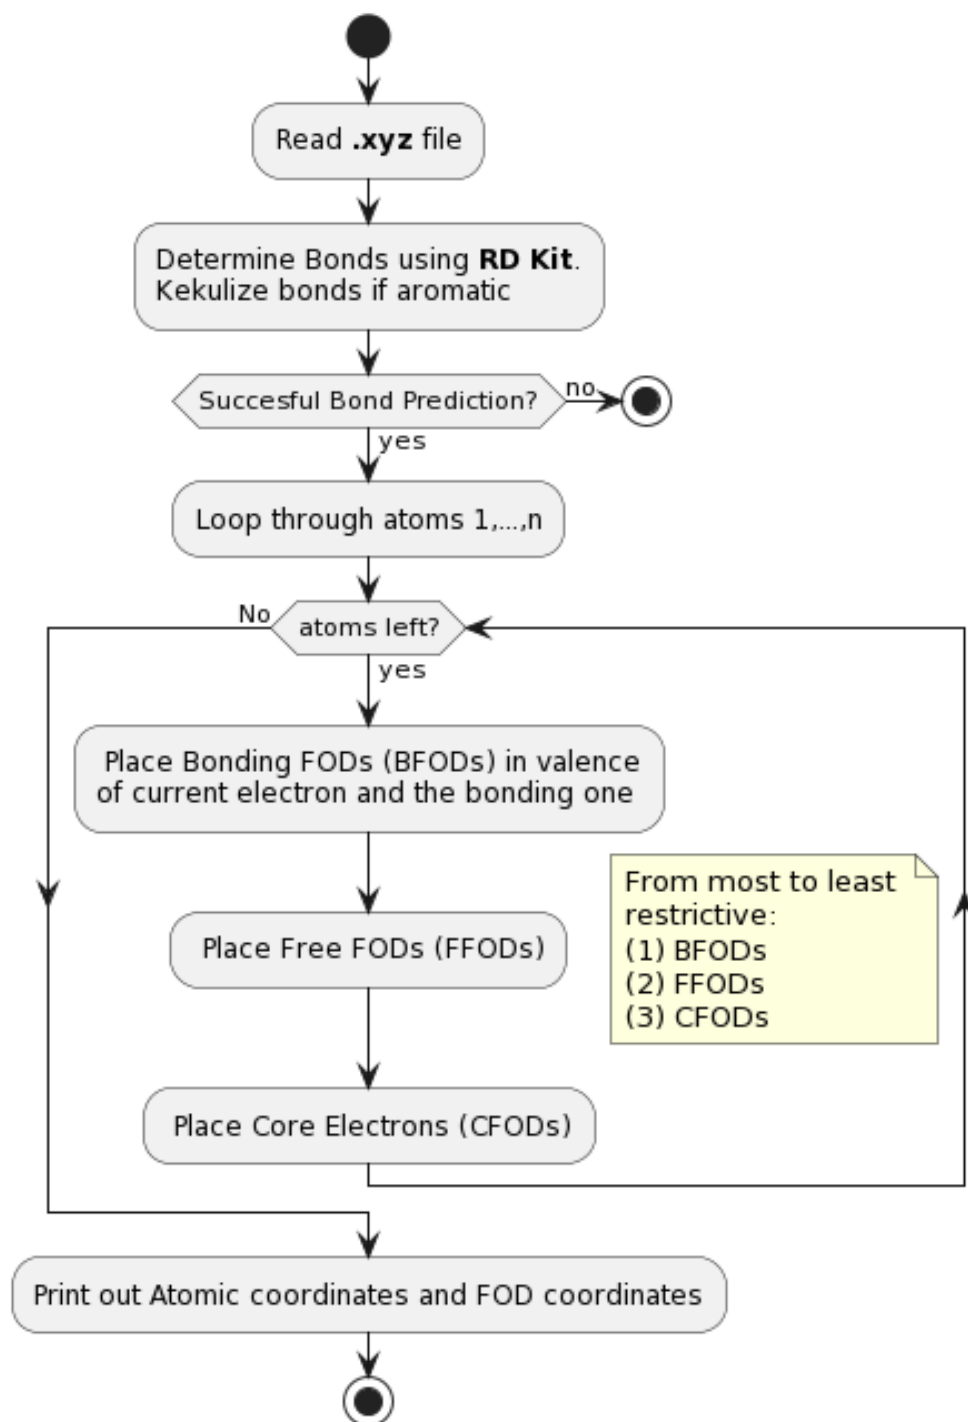 Read .xyz file
Determine Bonds using RD Kit.
Kekulize bonds if aromatic
Succesful Bond Prediction?
no
yes
Loop through atoms 1,...,n
No
atoms left?
yes
Place Bonding FODs (BFODs) in valence
of current electron and the bonding one
From most to least
restrictive:
(1) BFODs
(2) FFODs
(3) CFODs
Place Free FODs (FFODs)
Place Core Electrons (CFODs)
Print out Atomic coordinates and FOD coordinates